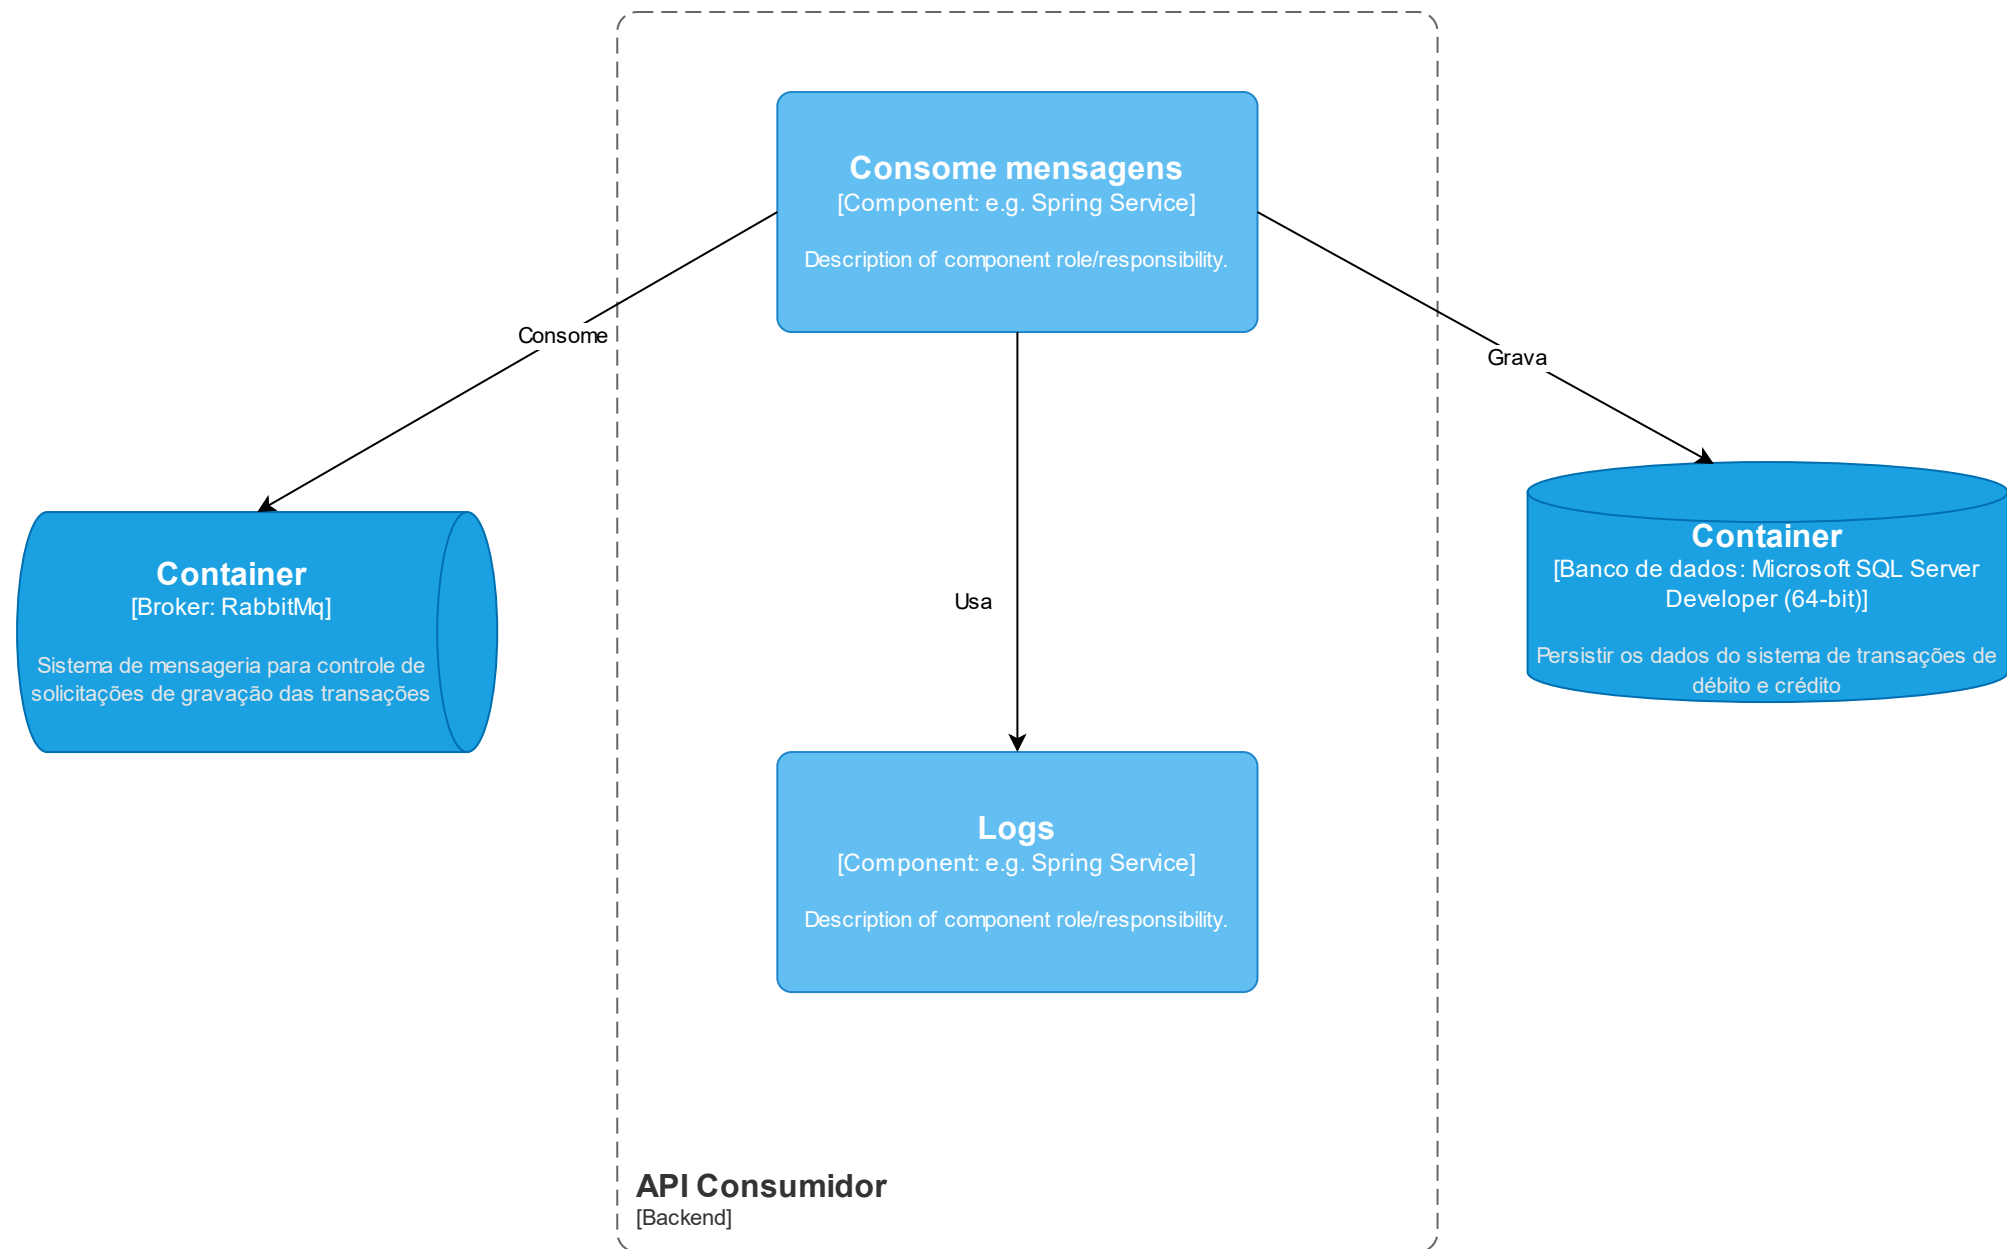 Consome mensagens
[Component: e.g. Spring Service]
Description of component role/responsibility.
Consome
Grava
Container
[Broker: RabbitMq]
Sistema de mensageria para controle de
solicitações de gravação das transações
Usa
Container
[Banco de dados: Microsoft SQL Server
Developer (64-bit)]
Persistir os dados do sistema de transações de
débito e crédito
Logs
[Component: e.g. Spring Service]
Description of component role/responsibility.
API Consumidor
[Backend]